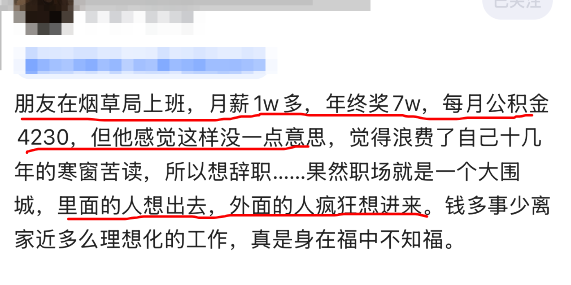 已关注
朋友在烟草局上班，月薪1w多，年终奖7w，每月公积金
4230，但他感觉这样没一点意思，觉得浪费了自己十几
年的寒窗苦读，所以想辞职......果然职场就是一个大围
城，里面的人想出去，外面的人疯狂想进来。钱多事少离
家近多么理想化的工作，真是身在福中不知福。